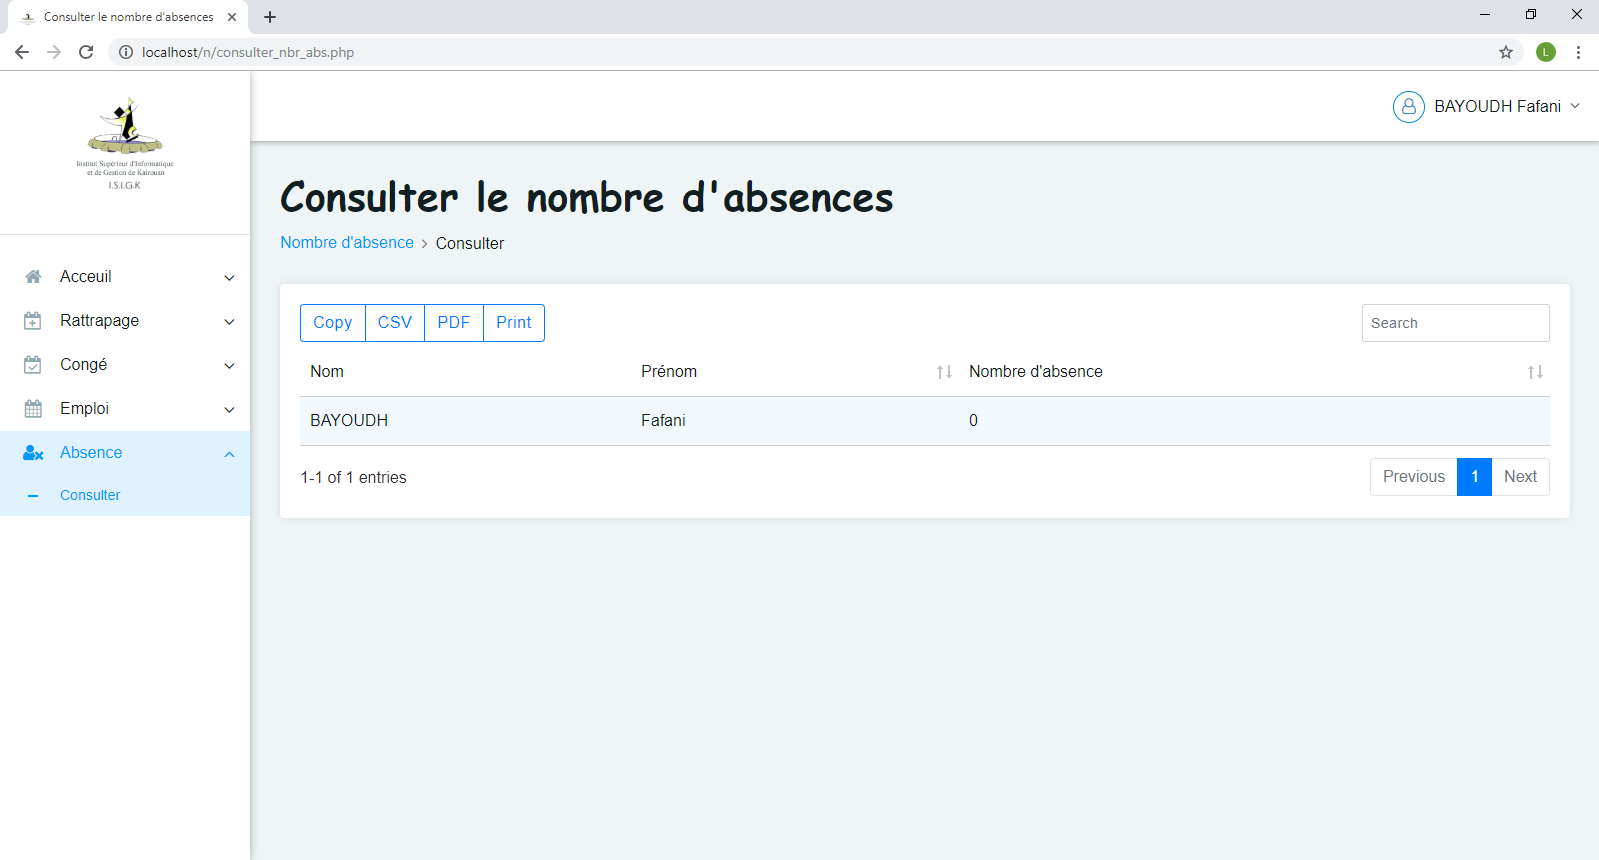 Consulter le nombre d'absences
localhost/n/consulter_nbr_abs.php
L
Institut Supérieur d'Informatique
et de Gestion de Kairouan
I.S.I.G.K
BAYOUDH Fafani
Acceuil
Rattrapage
Congé
Emploi
Absence
Consulter
Consulter le nombre d'absences
Nombre d'absence > Consulter
Copy CSV PDF Print
Search
Nom Prénom Nombre d'absence
BAYOUDH Fafani 0
1-1 of 1 entries
Previous 1 Next